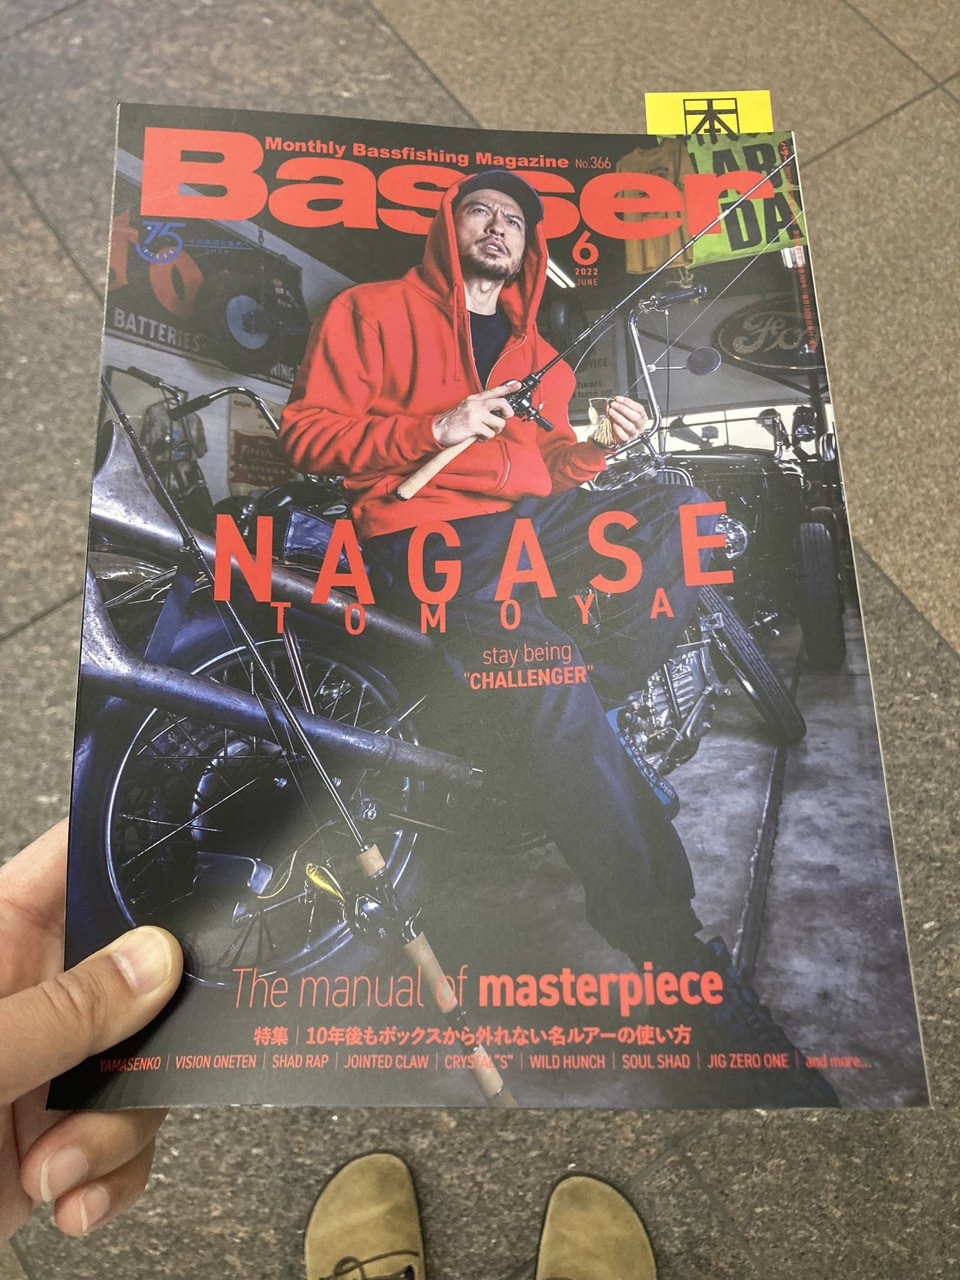 本
Monthly Bassfishing Magazine No.366
Basser
75
6
2022
JUNE
BATTERIES
Ford
NAGASE
TOMOYA
stay being
"CHALLENGER"
The manual of masterpiece
特集｜10年後もボックスから外れない名ルアーの使い方
YAMASENKO | VISION ONETEN | SHAD RAP | JOINTED CLAW | CRYSTAL "S" | WILD HUNCH | SOUL SHAD | JIG ZERO ONE | and more...